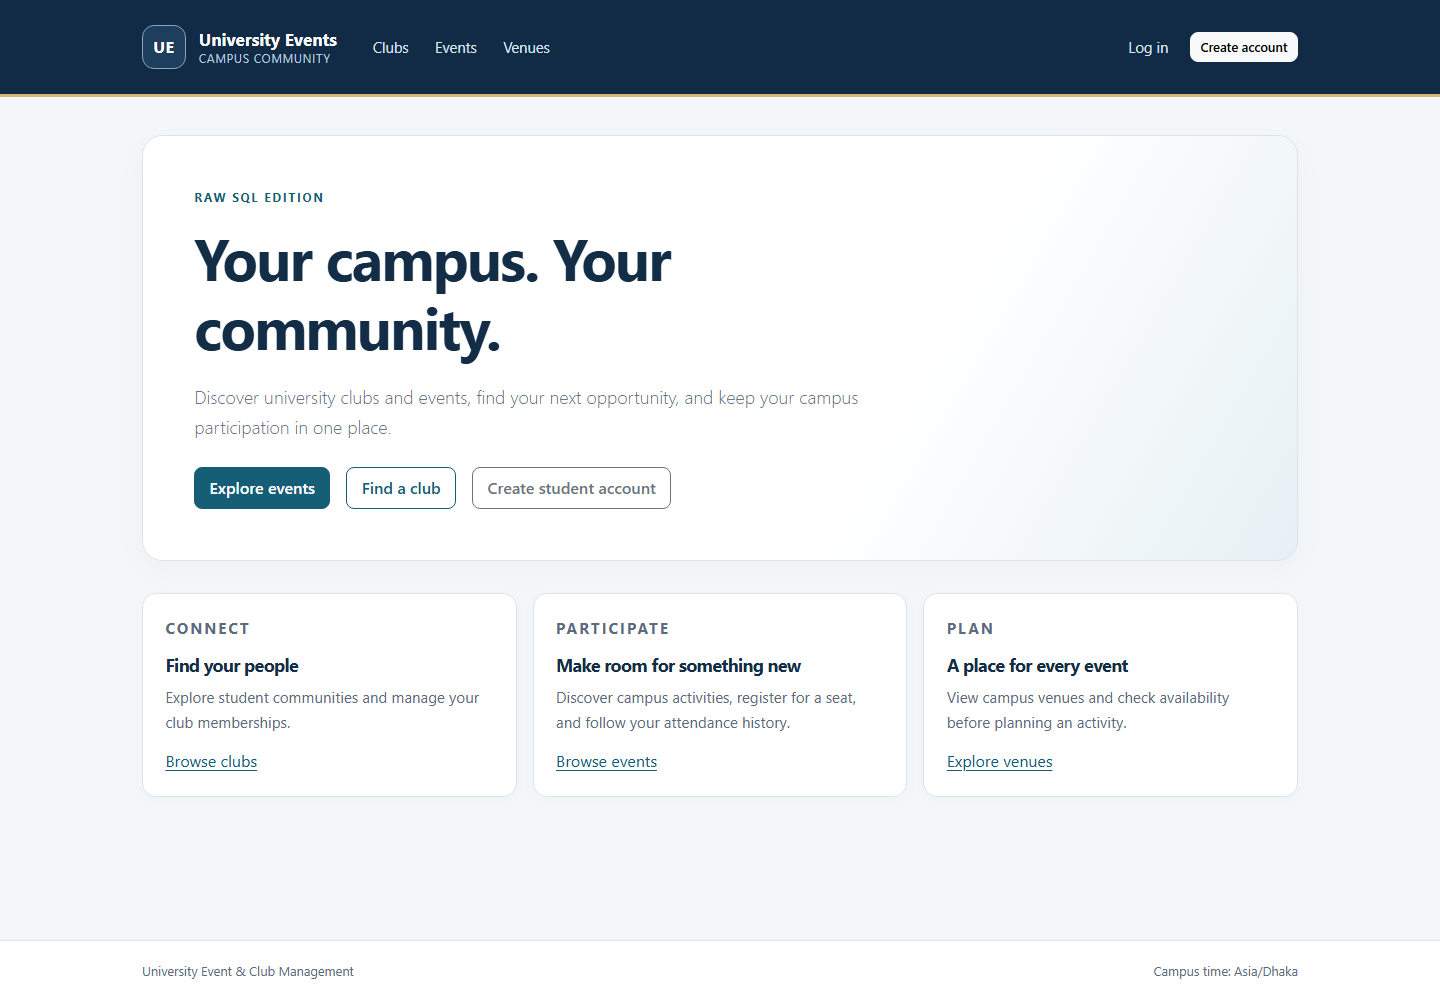 UE
University Events
CAMPUS COMMUNITY
Clubs
Events
Venues
Log in
Create account
RAW SQL EDITION
Your campus. Your
community.
Discover university clubs and events, find your next opportunity, and keep your campus
participation in one place.
Explore events
Find a club
Create student account
CONNECT
Find your people
Explore student communities and manage your
club memberships.
Browse clubs
PARTICIPATE
Make room for something new
Discover campus activities, register for a seat,
and follow your attendance history.
Browse events
PLAN
A place for every event
View campus venues and check availability
before planning an activity.
Explore venues
University Event & Club Management
Campus time: Asia/Dhaka